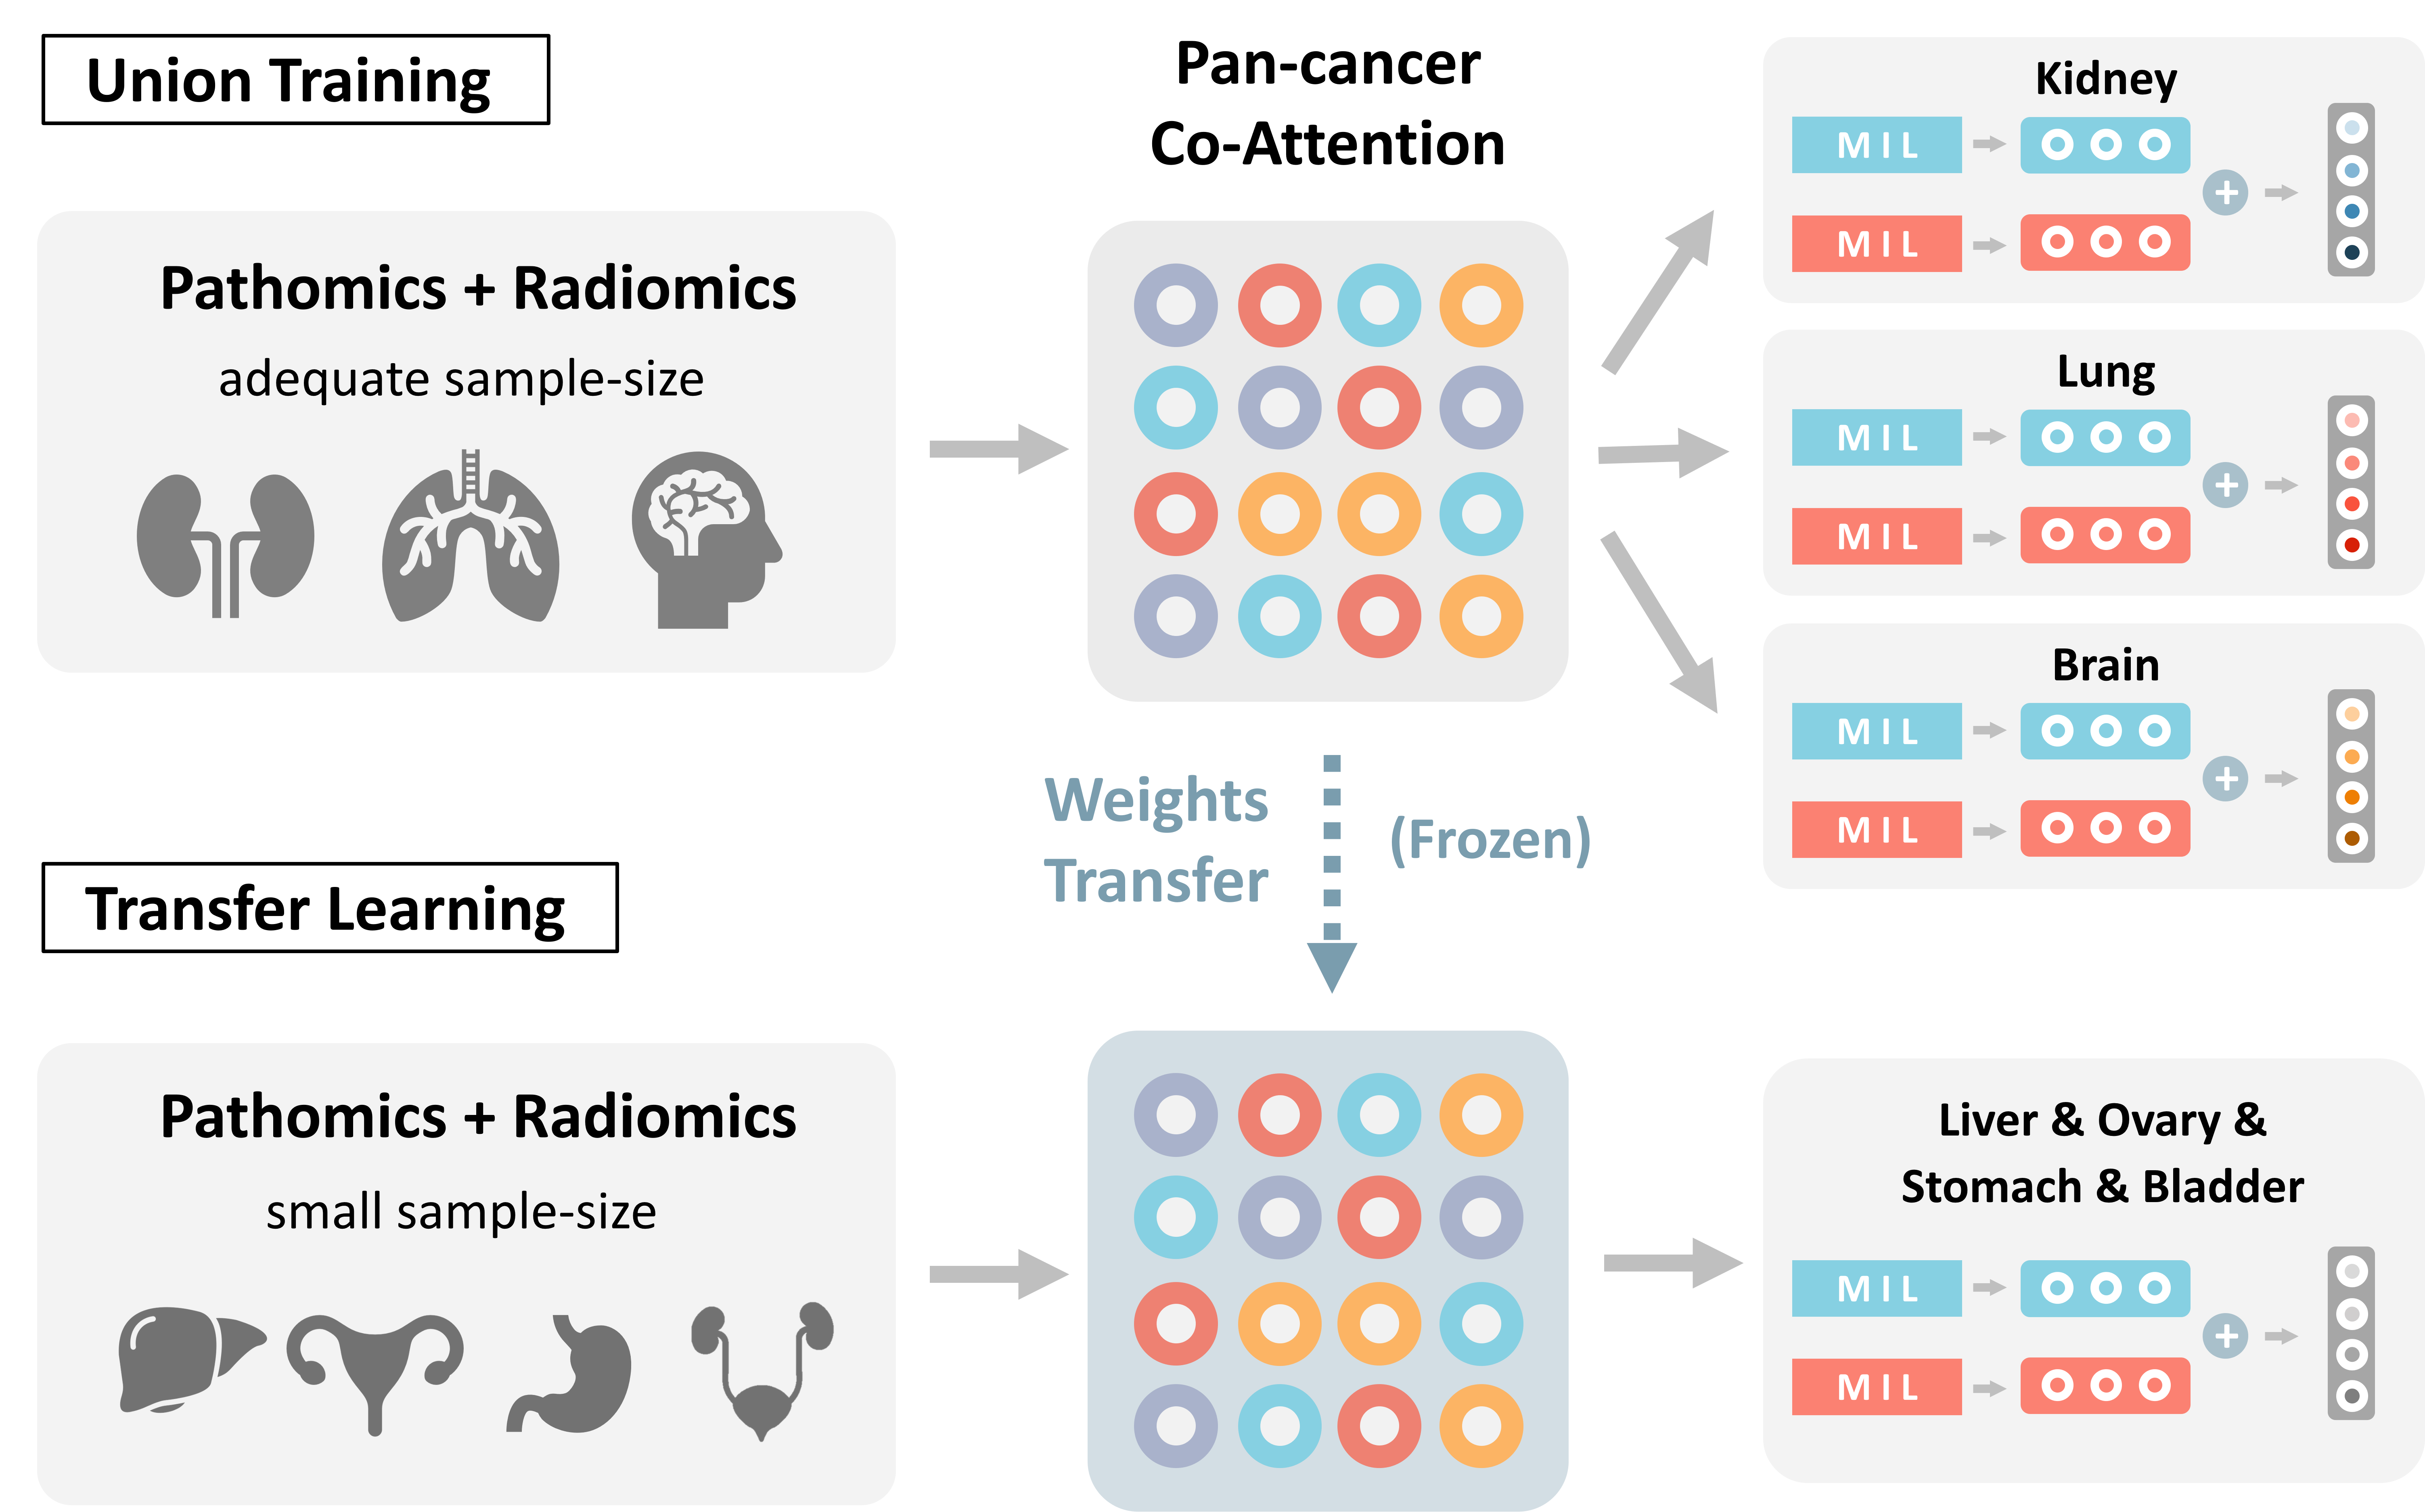 Union Training
Pan-cancer
Co-Attention
Pathomics + Radiomics
adequate sample-size
Kidney
MIL
MIL
+
Lung
MIL
MIL
+
Brain
MIL
MIL
+
Weights
Transfer
(Frozen)
Transfer Learning
Pathomics + Radiomics
small sample-size
Liver & Ovary &
Stomach & Bladder
MIL
MIL
+